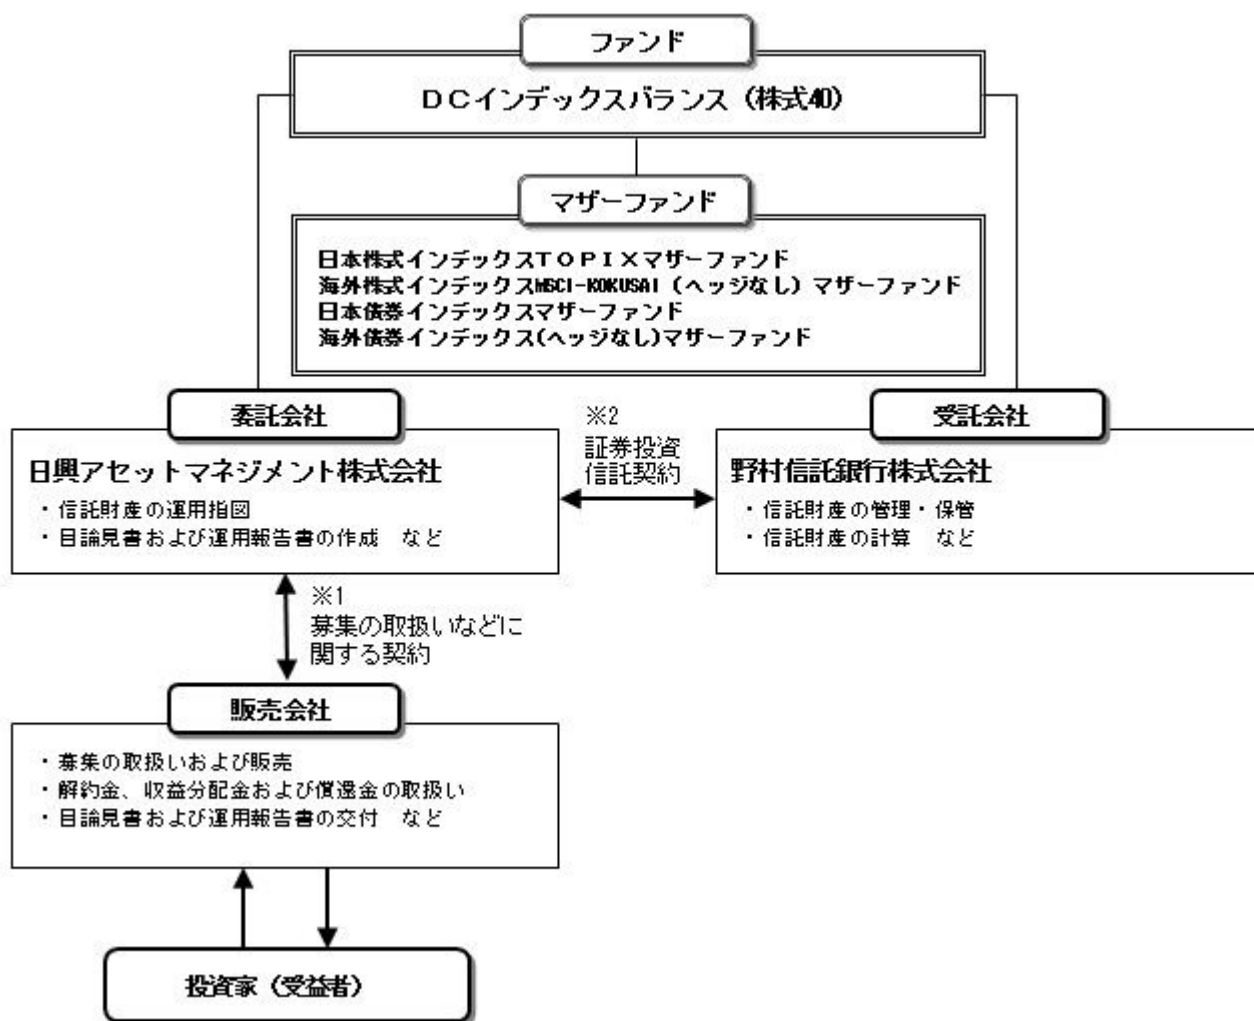 ファンド
DCインデックスバランス（株式40）
マザーファンド
日本株式インデックスTOPIXマザーファンド
海外株式インデックスMSCI-KOKUSAI（ヘッジなし）マザーファンド
日本債券インデックスマザーファンド
海外債券インデックス(ヘッジなし)マザーファンド
委託会社
日興アセットマネジメント株式会社
・信託財産の運用指図
・目論見書および運用報告書の作成　など
※2
証券投資
信託契約
受託会社
野村信託銀行株式会社
・信託財産の管理・保管
・信託財産の計算　など
※1
募集の取扱いなどに
関する契約
販売会社
・募集の取扱いおよび販売
・解約金、収益分配金および償還金の取扱い
・目論見書および運用報告書の交付　など
投資家（受益者）